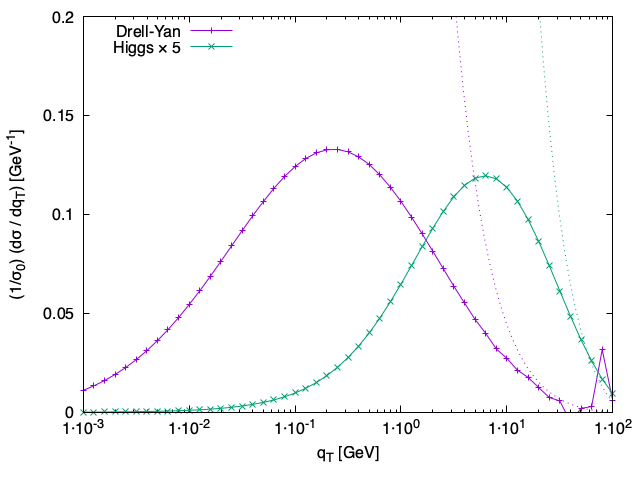 0.2
Drell-Yan
Higgs × 5
0.15
0.1
0.05
0
(1/σ₀) (dσ / dqT) [GeV⁻¹]
1·10⁻³
1·10⁻²
1·10⁻¹
1·10⁰
1·10¹
1·10²
qT [GeV]